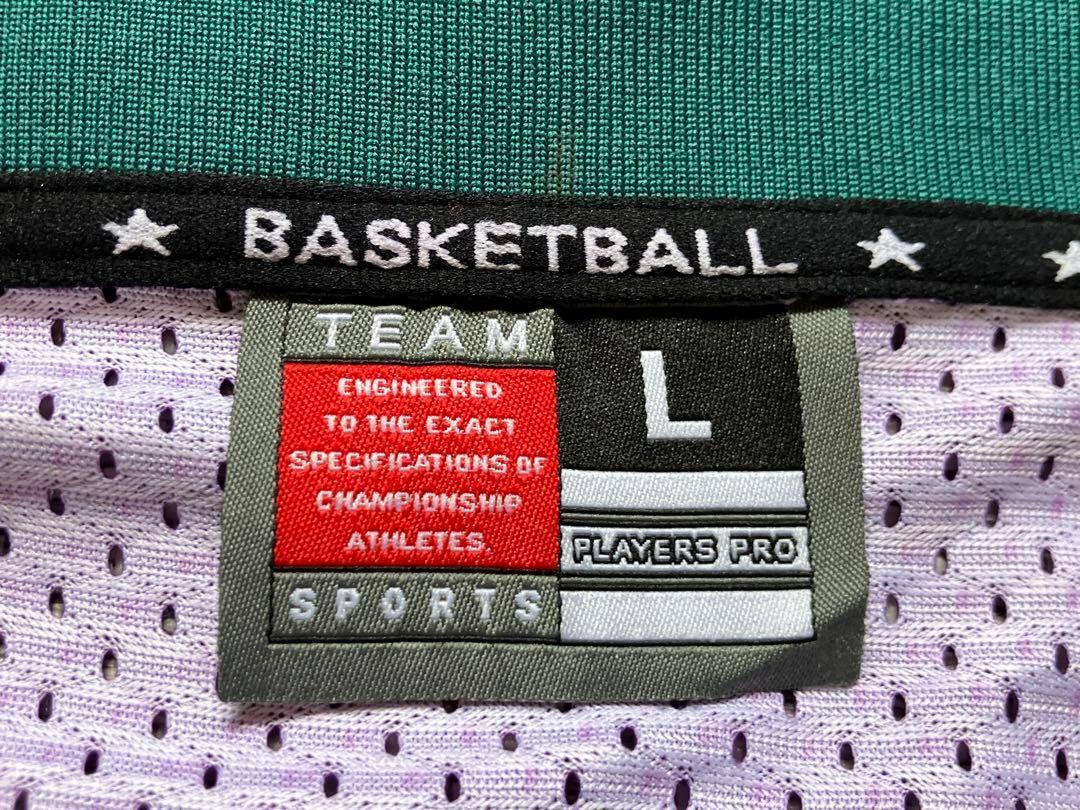 BASKETBALL
TEAM
ENGINEERED
TO THE EXACT
SPECIFICATIONS OF
CHAMPIONSHIP
ATHLETES.
SPORTS
L
PLAYERS PRO